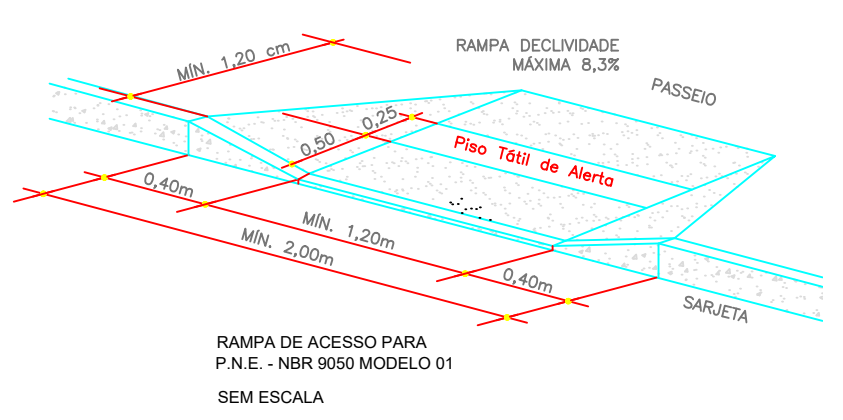 MÍN. 1,20 cm
RAMPA DECLIVIDADE
MÁXIMA 8,3%
PASSEIO
0,50
0,25
Piso Tátil de Alerta
0,40m
MÍN. 1,20m
MÍN. 2,00m
0,40m
SARJETA
RAMPA DE ACESSO PARA
P.N.E. - NBR 9050 MODELO 01
SEM ESCALA